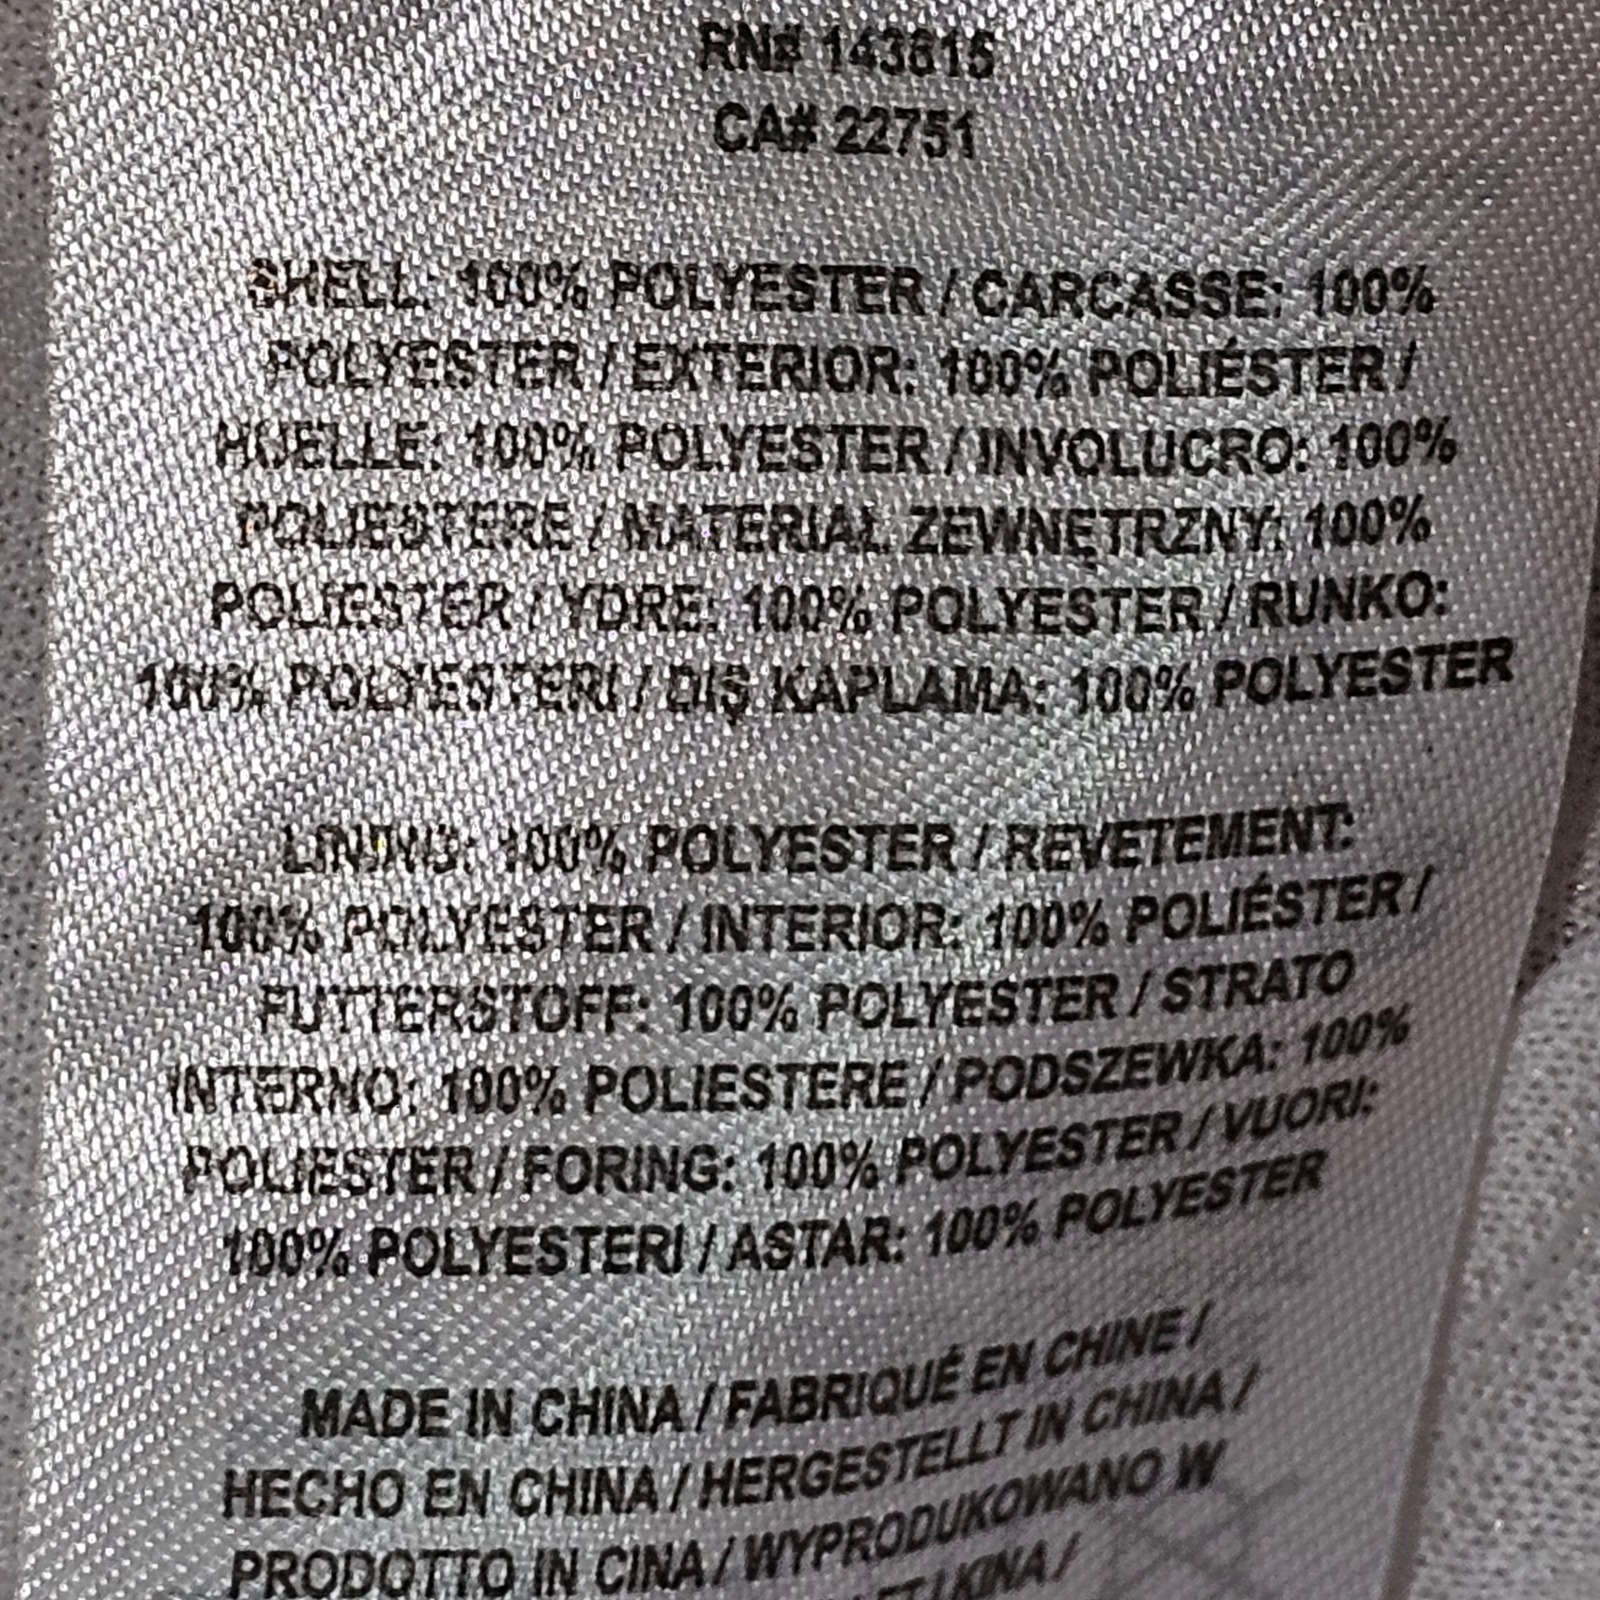 RN# 143615
CA# 22751
SHELL: 100% POLYESTER / CARCASSE: 100%
POLYESTER / EXTERIOR: 100% POLIÉSTER /
HUELLE: 100% POLYESTER / INVOLUCRO: 100%
POLIESTERE / MATERIAŁ ZEWNĘTRZNY: 100%
POLIESTER / YDRE: 100% POLYESTER / RUNKO:
100% POLYESTERI / DIŞ KAPLAMA: 100% POLYESTER
LINING: 100% POLYESTER / REVETEMENT:
100% POLYESTER / INTERIOR: 100% POLIÉSTER /
FUTTERSTOFF: 100% POLYESTER / STRATO
INTERNO: 100% POLIESTERE / PODSZEWKA: 100%
POLIESTER / FORING: 100% POLYESTER / VUORI:
100% POLYESTERI / ASTAR: 100% POLYESTER
MADE IN CHINA / FABRIQUÉ EN CHINE /
HECHO EN CHINA / HERGESTELLT IN CHINA /
PRODOTTO IN CINA / WYPRODUKOWANO W
KINA /